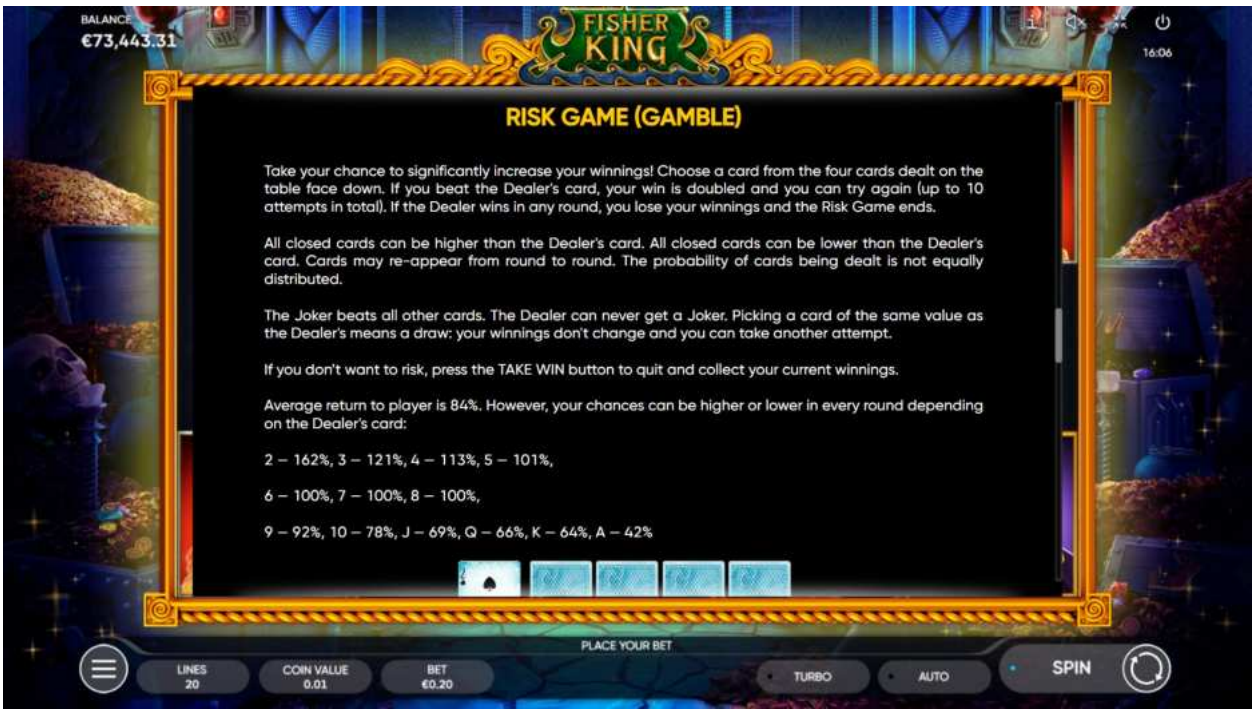 BALANCE
€73,443.31
FISHER
KING
16:06
RISK GAME (GAMBLE)
Take your chance to significantly increase your winnings! Choose a card from the four cards dealt on the
table face down. If you beat the Dealer's card, your win is doubled and you can try again (up to 10
attempts in total). If the Dealer wins in any round, you lose your winnings and the Risk Game ends.
All closed cards can be higher than the Dealer's card. All closed cards can be lower than the Dealer's
card. Cards may re-appear from round to round. The probability of cards being dealt is not equally
distributed.
The Joker beats all other cards. The Dealer can never get a Joker. Picking a card of the same value as
the Dealer's means a draw: your winnings don't change and you can take another attempt.
If you don't want to risk, press the TAKE WIN button to quit and collect your current winnings.
Average return to player is 84%. However, your chances can be higher or lower in every round depending
on the Dealer's card:
2 – 162%, 3 – 121%, 4 – 113%, 5 – 101%,
6 – 100%, 7 – 100%, 8 – 100%,
9 – 92%, 10 – 78%, J – 69%, Q – 66%, K – 64%, A – 42%
PLACE YOUR BET
LINES
20
COIN VALUE
0.01
BET
€0.20
TURBO
AUTO
SPIN